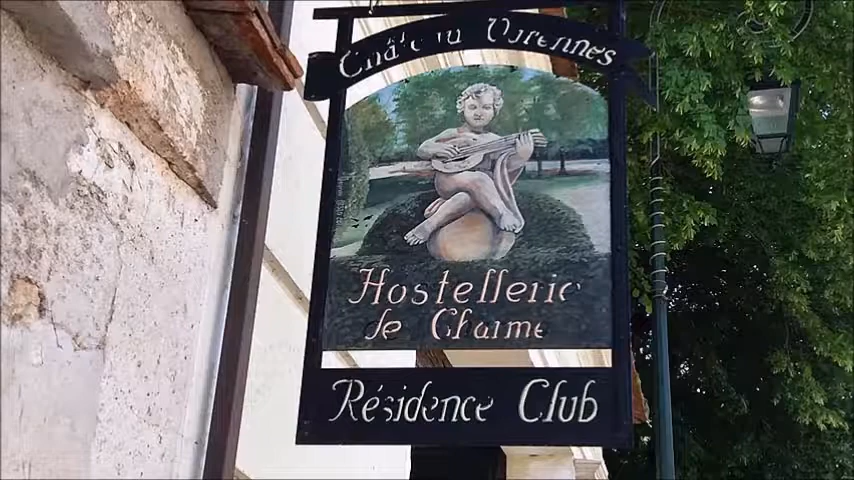 Château Varennes
Hostellerie
de Charme
Résidence Club